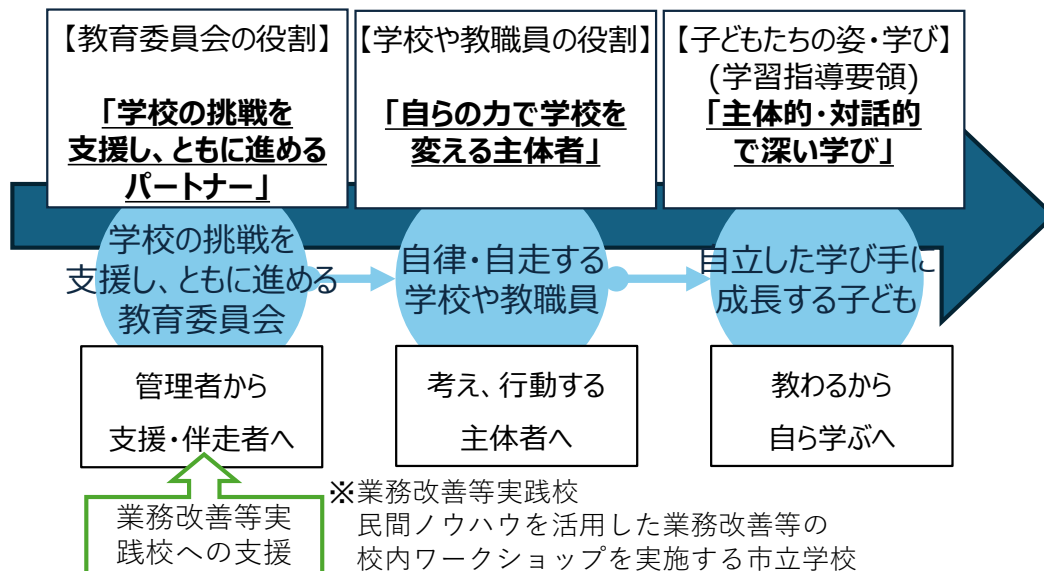 【教育委員会の役割】
「学校の挑戦を
支援し、ともに進める
パートナー」
【学校や教職員の役割】
「自らの力で学校を
変える主体者」
【子どもたちの姿・学び】
(学習指導要領)
「主体的・対話的
で深い学び」
学校の挑戦を
支援し、ともに進める
教育委員会
自律・自走する
学校や教職員
自立した学び手に
成長する子ども
管理者から
支援・伴走者へ
考え、行動する
主体者へ
教わるから
自ら学ぶへ
業務改善等実
践校への支援
※業務改善等実践校
民間ノウハウを活用した業務改善等の
校内ワークショップを実施する市立学校